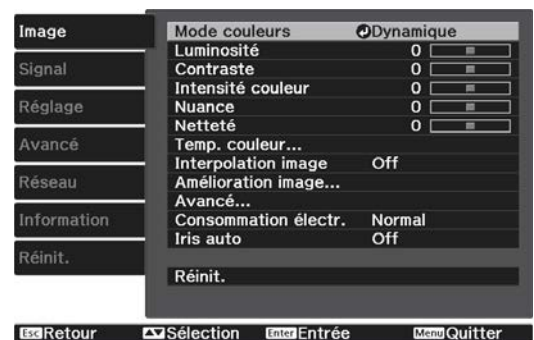 Image
Signal
Réglage
Avancé
Réseau
Information
Réinit.
Mode couleurs Dynamique
Luminosité 0
Contraste 0
Intensité couleur 0
Nuance 0
Netteté 0
Temp. couleur...
Interpolation image Off
Amélioration image...
Avancé...
Consommation électr. Normal
Iris auto Off
Réinit.
Esc Retour Sélection Enter Entrée Menu Quitter